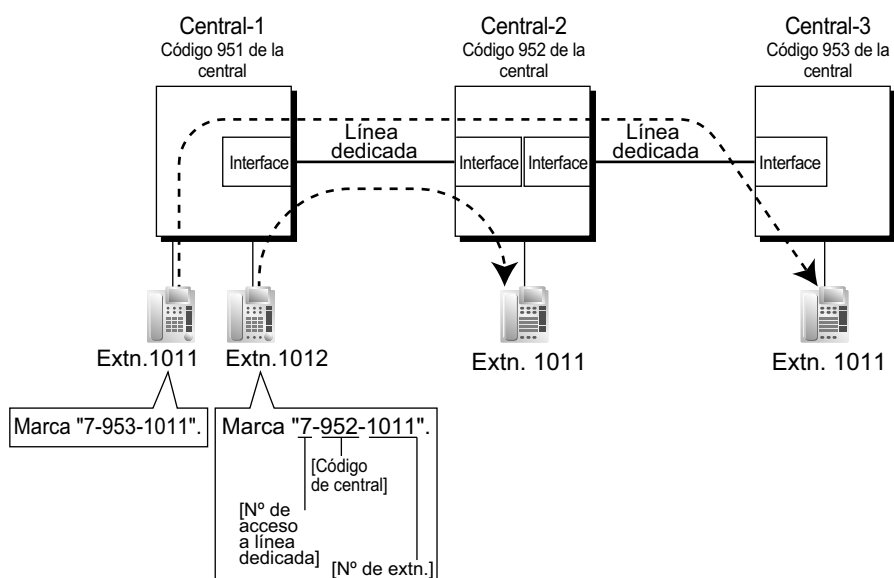 Central-1
Código 951 de la
central
Central-2
Código 952 de la
central
Central-3
Código 953 de la
central
Línea
dedicada
Línea
dedicada
Interface
Interface
Interface
Interface
Extn.1011
Extn.1012
Extn. 1011
Extn. 1011
Marca "7-953-1011".
Marca "7-952-1011".
[Código
de central]
[Nº de
acceso
a línea
dedicada]
[Nº de extn.]